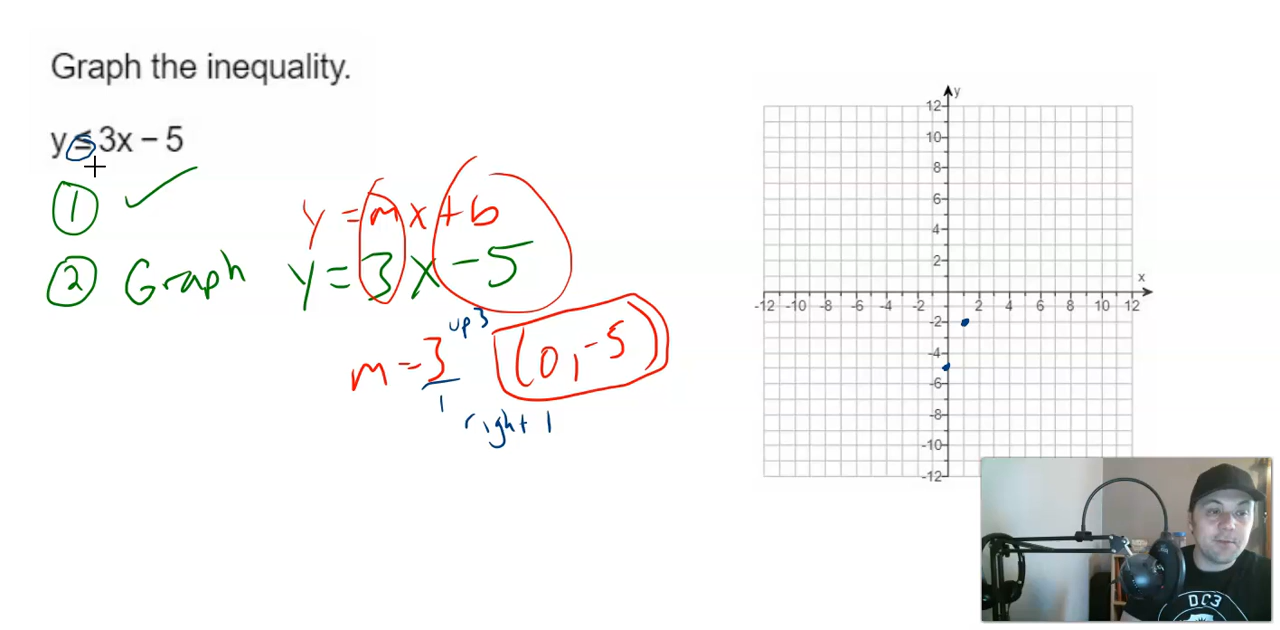 Graph the inequality.
y ≤ 3x − 5
① ✓
y = mx + b
② Graph y = 3x − 5
m = 3/1
up 3
right 1
(0, -5)
y
12
10
8
6
4
2
x
-12 -10 -8 -6 -4 -2 2 4 6 8 10 12
-2
-4
-6
-8
-10
-12
DC3